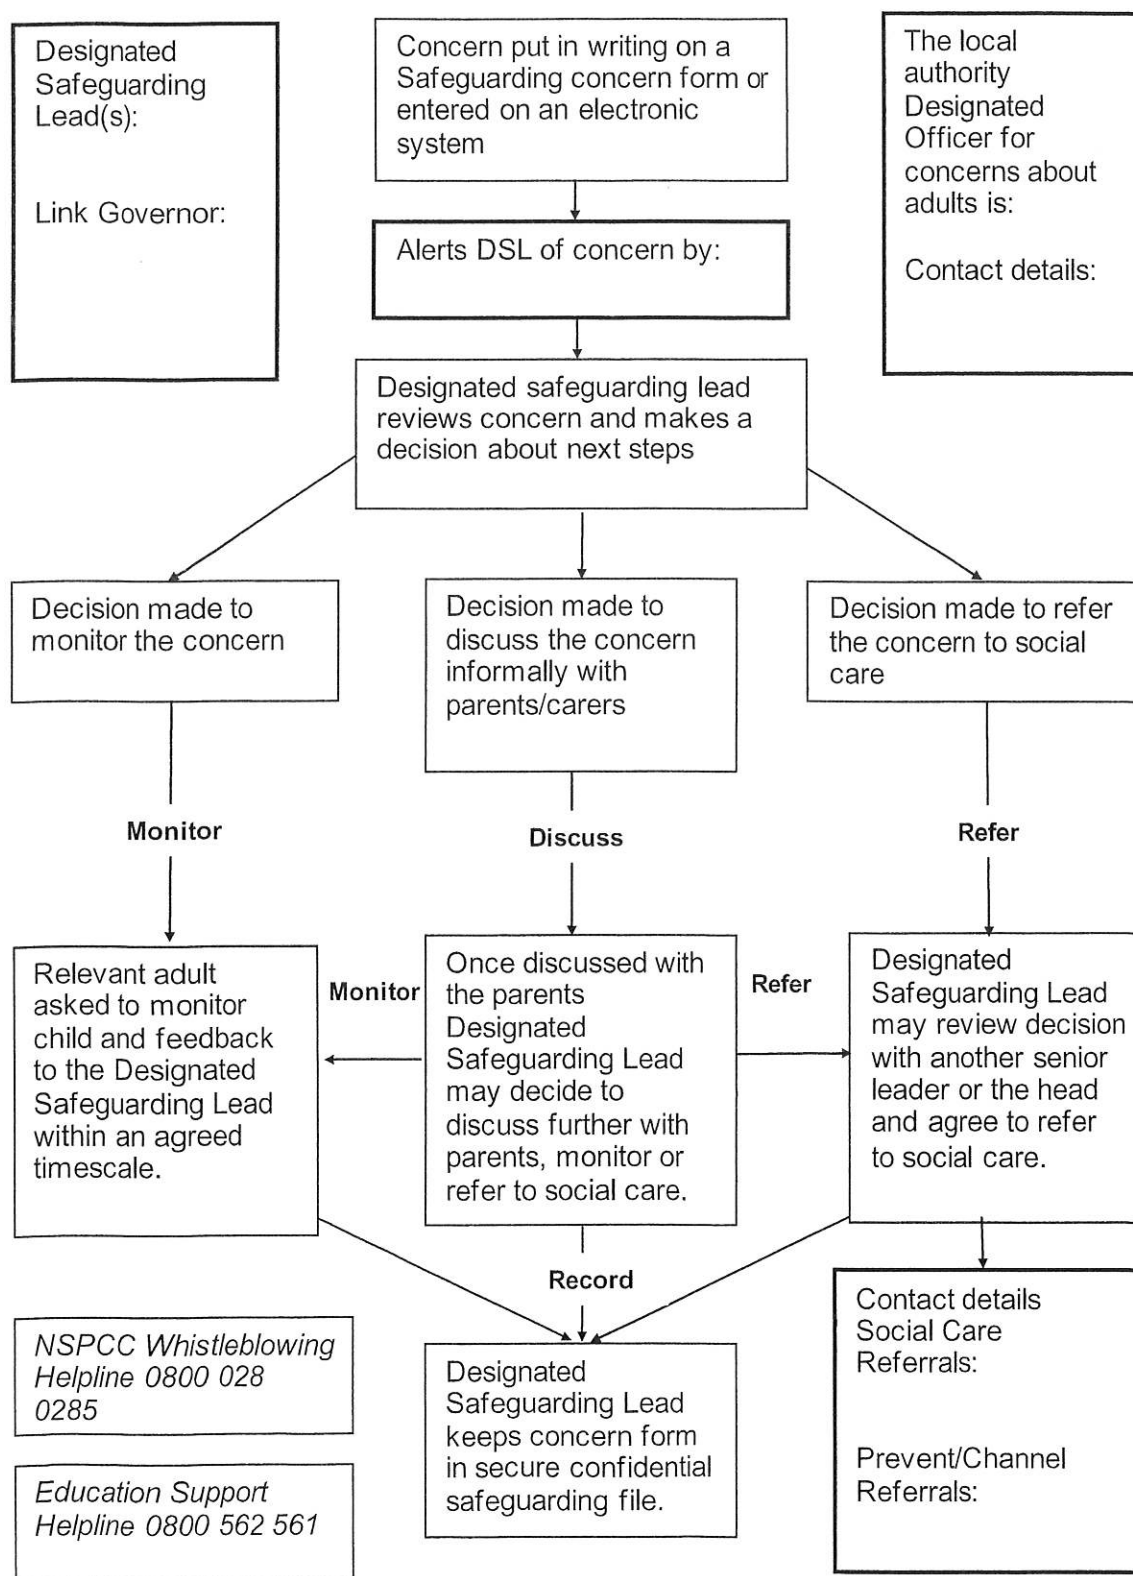 Designated
Safeguarding
Lead(s):
Link Governor:
Concern put in writing on a
Safeguarding concern form or
entered on an electronic
system
The local
authority
Designated
Officer for
concerns about
adults is:
Contact details:
Alerts DSL of concern by:
Designated safeguarding lead
reviews concern and makes a
decision about next steps
Decision made to
monitor the concern
Decision made to
discuss the concern
informally with
parents/carers
Decision made to refer
the concern to social
care
Monitor
Discuss
Refer
Relevant adult
asked to monitor
child and feedback
to the Designated
Safeguarding Lead
within an agreed
timescale.
Monitor
Once discussed with
the parents
Designated
Safeguarding Lead
may decide to
discuss further with
parents, monitor or
refer to social care.
Refer
Designated
Safeguarding Lead
may review decision
with another senior
leader or the head
and agree to refer
to social care.
Record
NSPCC Whistleblowing
Helpline 0800 028
0285
Education Support
Helpline 0800 562 561
Designated
Safeguarding Lead
keeps concern form
in secure confidential
safeguarding file.
Contact details
Social Care
Referrals:
Prevent/Channel
Referrals: